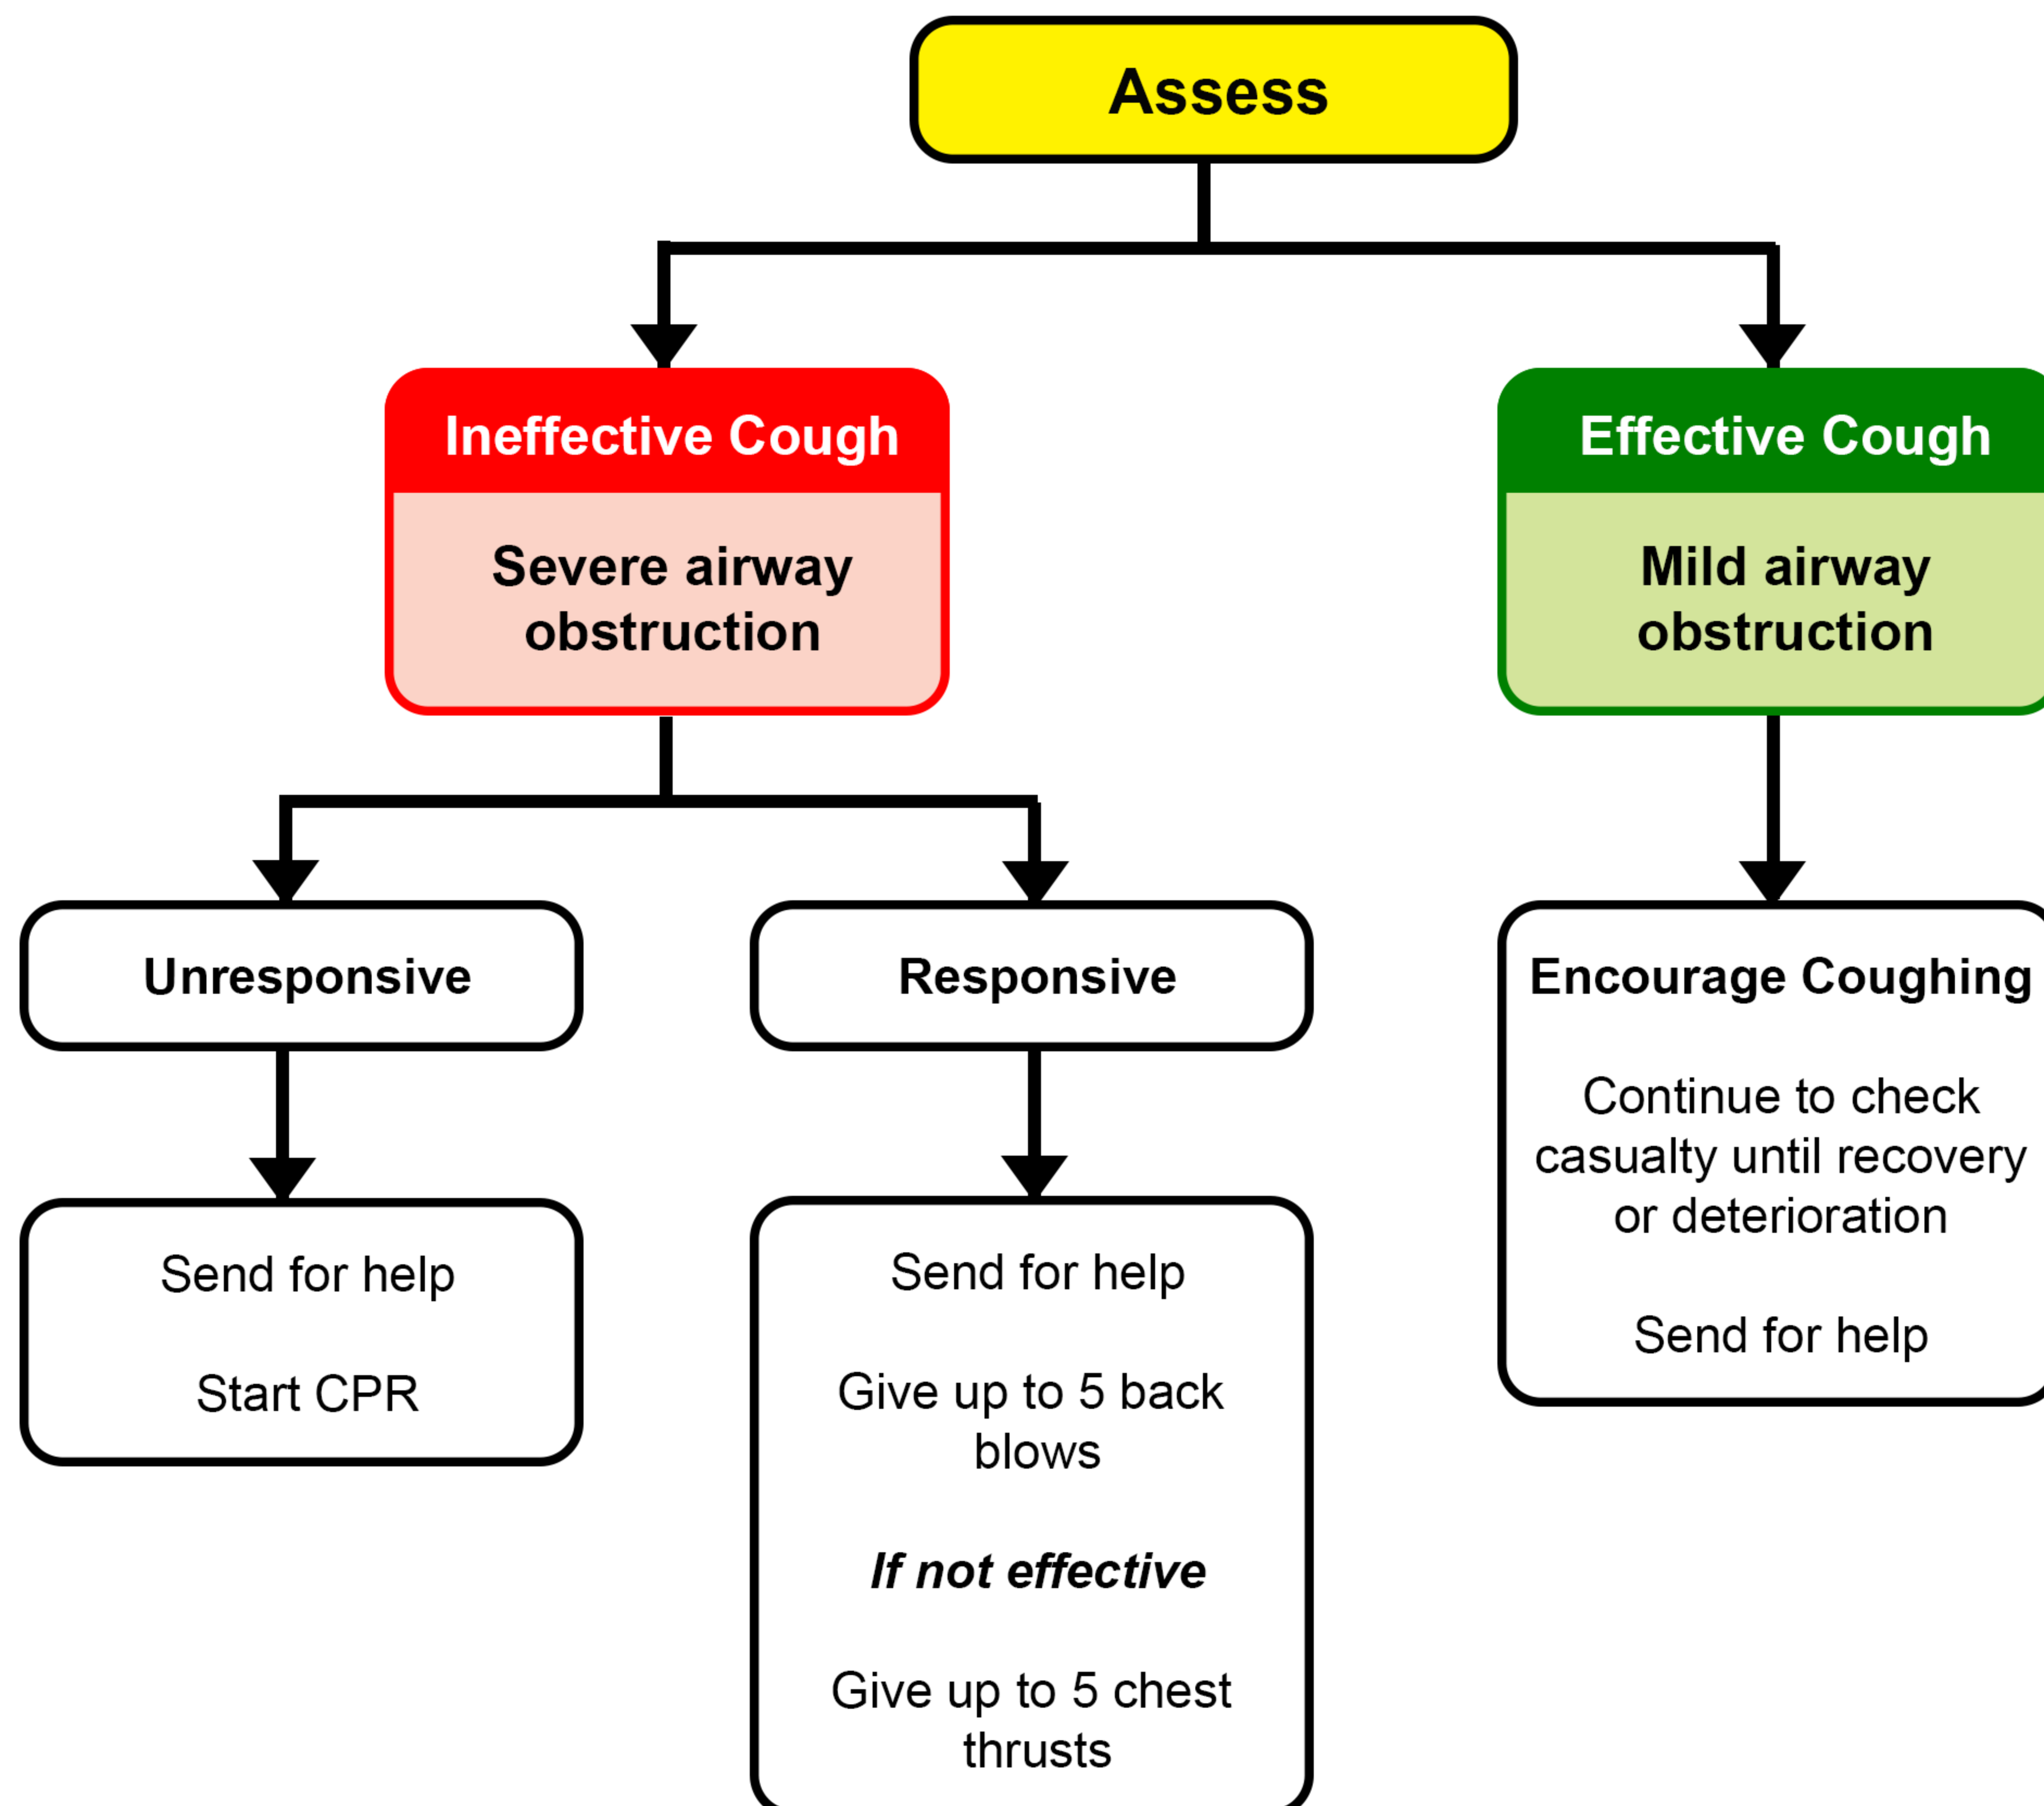 Assess
Ineffective Cough
Severe airway
obstruction
Effective Cough
Mild airway
obstruction
Unresponsive
Send for help
Start CPR
Responsive
Send for help
Give up to 5 back
blows
If not effective
Give up to 5 chest
thrusts
Encourage Coughing
Continue to check
casualty until recovery
or deterioration
Send for help